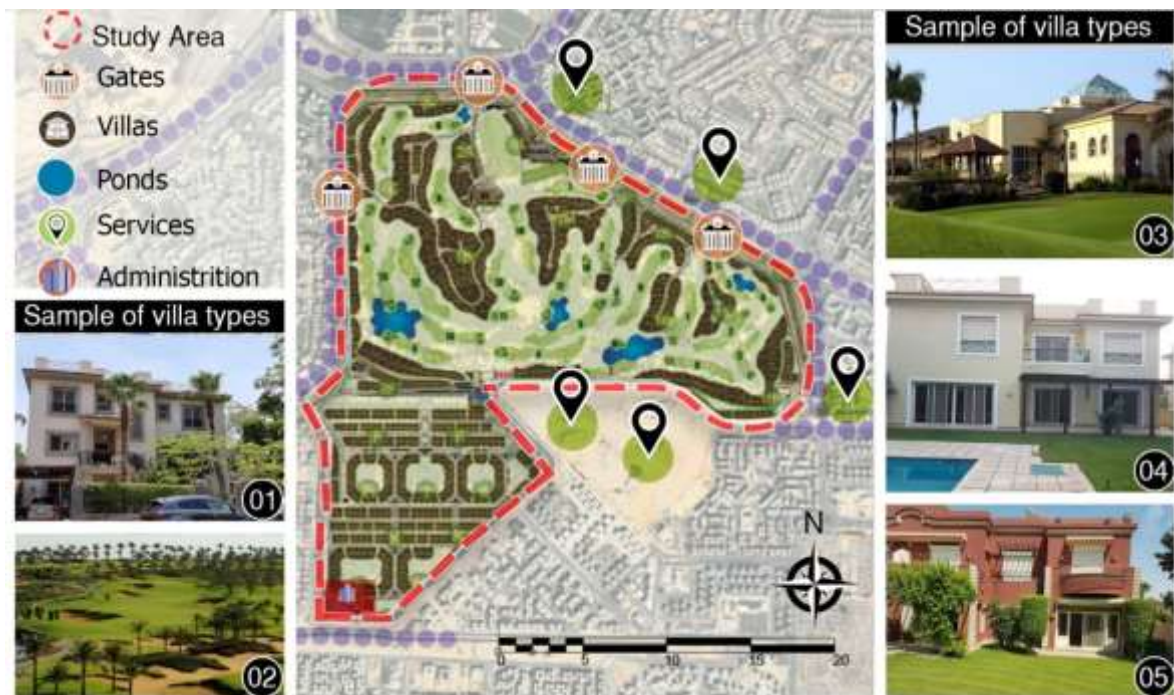 Study Area
Gates
Villas
Ponds
Services
Administrition
Sample of villa types
01
02
N
0 5 10 15 20
Sample of villa types
03
04
05